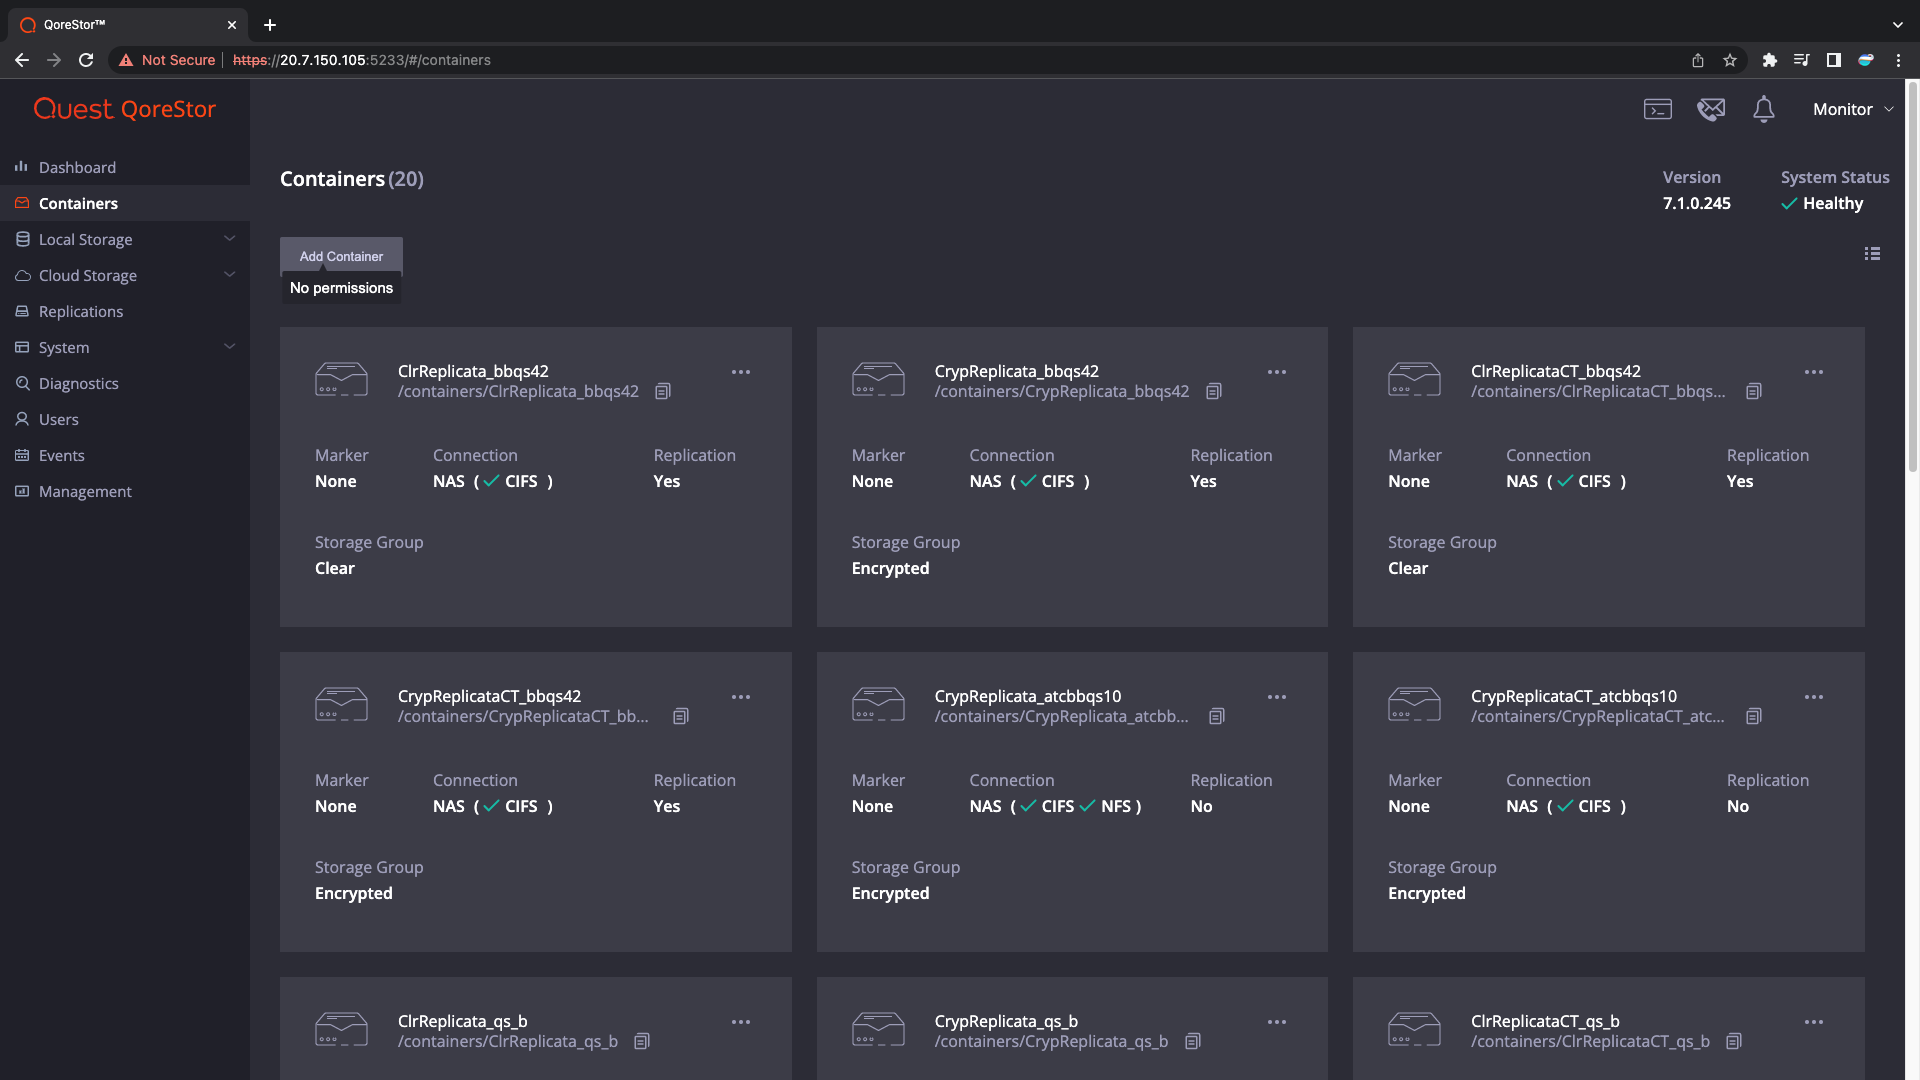 QoreStor™
Not Secure https://20.7.150.105:5233/#/containers
Quest QoreStor
Monitor
Dashboard
Containers
Local Storage
Cloud Storage
Replications
System
Diagnostics
Users
Events
Management
Containers (20)
Version
7.1.0.245
System Status
Healthy
Add Container
No permissions
ClrReplicata_bbqs42
/containers/ClrReplicata_bbqs42
Marker Connection Replication
None NAS ( CIFS ) Yes
Storage Group
Clear
CrypReplicata_bbqs42
/containers/CrypReplicata_bbqs42
Marker Connection Replication
None NAS ( CIFS ) Yes
Storage Group
Encrypted
ClrReplicataCT_bbqs42
/containers/ClrReplicataCT_bbqs...
Marker Connection Replication
None NAS ( CIFS ) Yes
Storage Group
Clear
CrypReplicataCT_bbqs42
/containers/CrypReplicataCT_bb...
Marker Connection Replication
None NAS ( CIFS ) Yes
Storage Group
Encrypted
CrypReplicata_atcbbqs10
/containers/CrypReplicata_atcbb...
Marker Connection Replication
None NAS ( CIFS NFS ) No
Storage Group
Encrypted
CrypReplicataCT_atcbbqs10
/containers/CrypReplicataCT_atc...
Marker Connection Replication
None NAS ( CIFS ) No
Storage Group
Encrypted
ClrReplicata_qs_b
/containers/ClrReplicata_qs_b
CrypReplicata_qs_b
/containers/CrypReplicata_qs_b
ClrReplicataCT_qs_b
/containers/ClrReplicataCT_qs_b